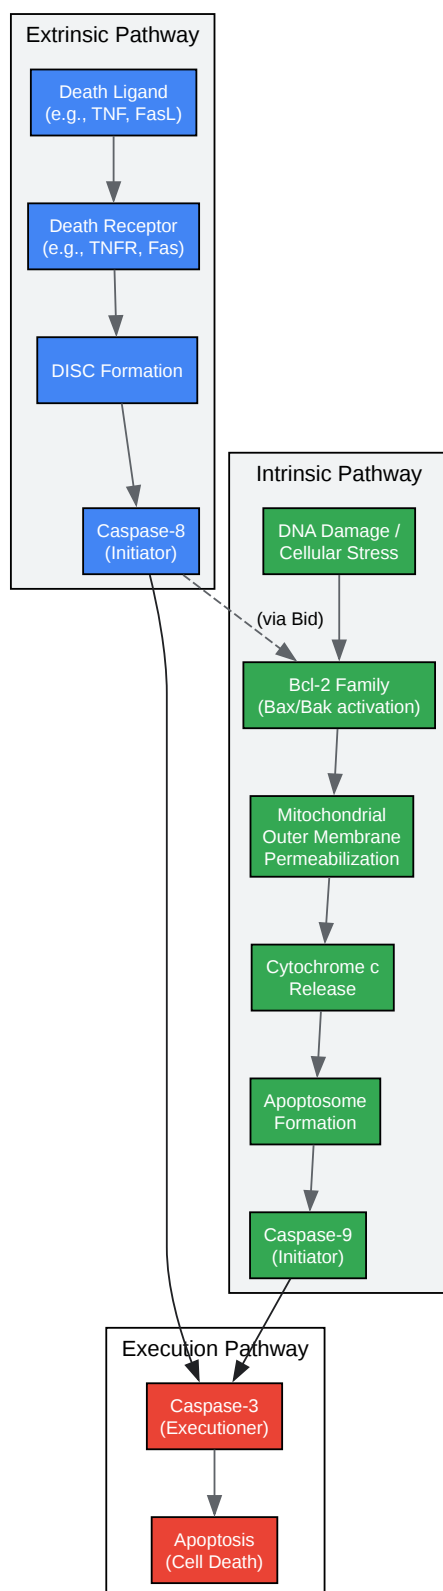 Extrinsic Pathway
Death Ligand
(e.g., TNF, FasL)
Death Receptor
(e.g., TNFR, Fas)
DISC Formation
Caspase-8
(Initiator)
Intrinsic Pathway
DNA Damage /
Cellular Stress
(via Bid)
Bcl-2 Family
(Bax/Bak activation)
Mitochondrial
Outer Membrane
Permeabilization
Cytochrome c
Release
Apoptosome
Formation
Caspase-9
(Initiator)
Execution Pathway
Caspase-3
(Executioner)
Apoptosis
(Cell Death)